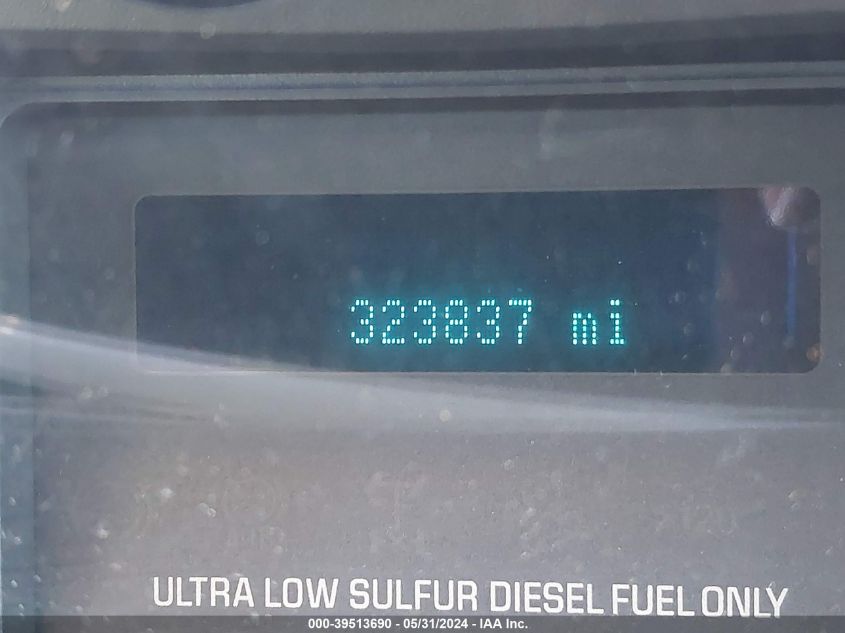 323837 mi
ULTRA LOW SULFUR DIESEL FUEL ONLY
000-39513690 - 05/31/2024 - IAA Inc.